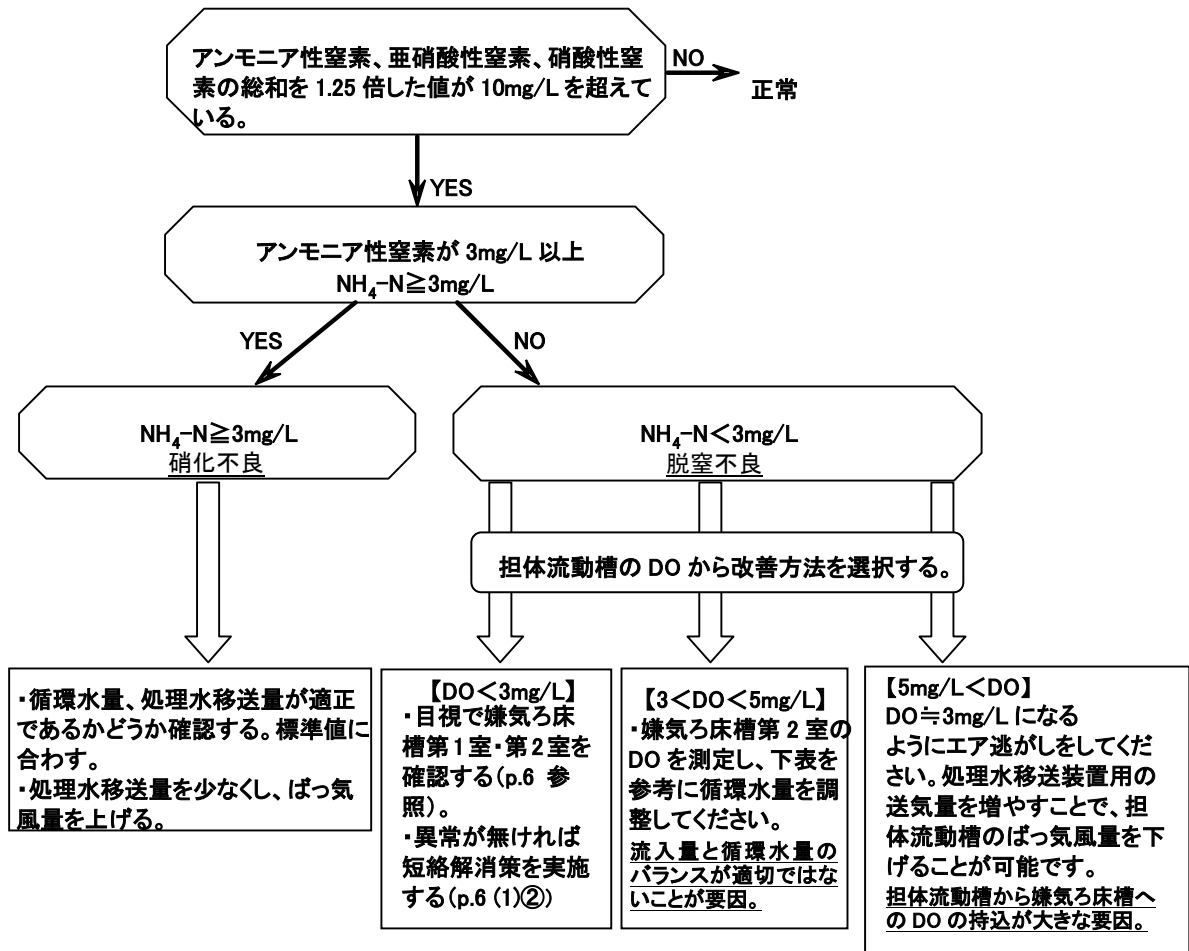 アンモニア性窒素、亜硝酸性窒素、硝酸性窒
素の総和を 1.25 倍した値が 10mg/L を超えて
いる。
NO
正常
YES
アンモニア性窒素が 3mg/L 以上
NH₄-N≧3mg/L
YES
NO
NH₄-N≧3mg/L
硝化不良
NH₄-N＜3mg/L
脱窒不良
担体流動槽の DO から改善方法を選択する。
・循環水量、処理水移送量が適正
であるかどうか確認する。標準値に
合わす。
・処理水移送量を少なくし、ばっ気
風量を上げる。
【DO＜3mg/L】
・目視で嫌気ろ床
槽第1室・第2室を
確認する(p.6 参
照)。
・異常が無ければ
短絡解消策を実施
する(p.6 (1)②)
【3＜DO＜5mg/L】
・嫌気ろ床槽第 2 室の
DO を測定し、下表を
参考に循環水量を調
整してください。
流入量と循環水量の
バランスが適切ではな
いことが要因。
【5mg/L＜DO】
DO≒3mg/L になる
ようにエア逃がしをしてくだ
さい。処理水移送装置用の
送気量を増やすことで、担
体流動槽のばっ気風量を下
げることが可能です。
担体流動槽から嫌気ろ床槽へ
の DO の持込が大きな要因。